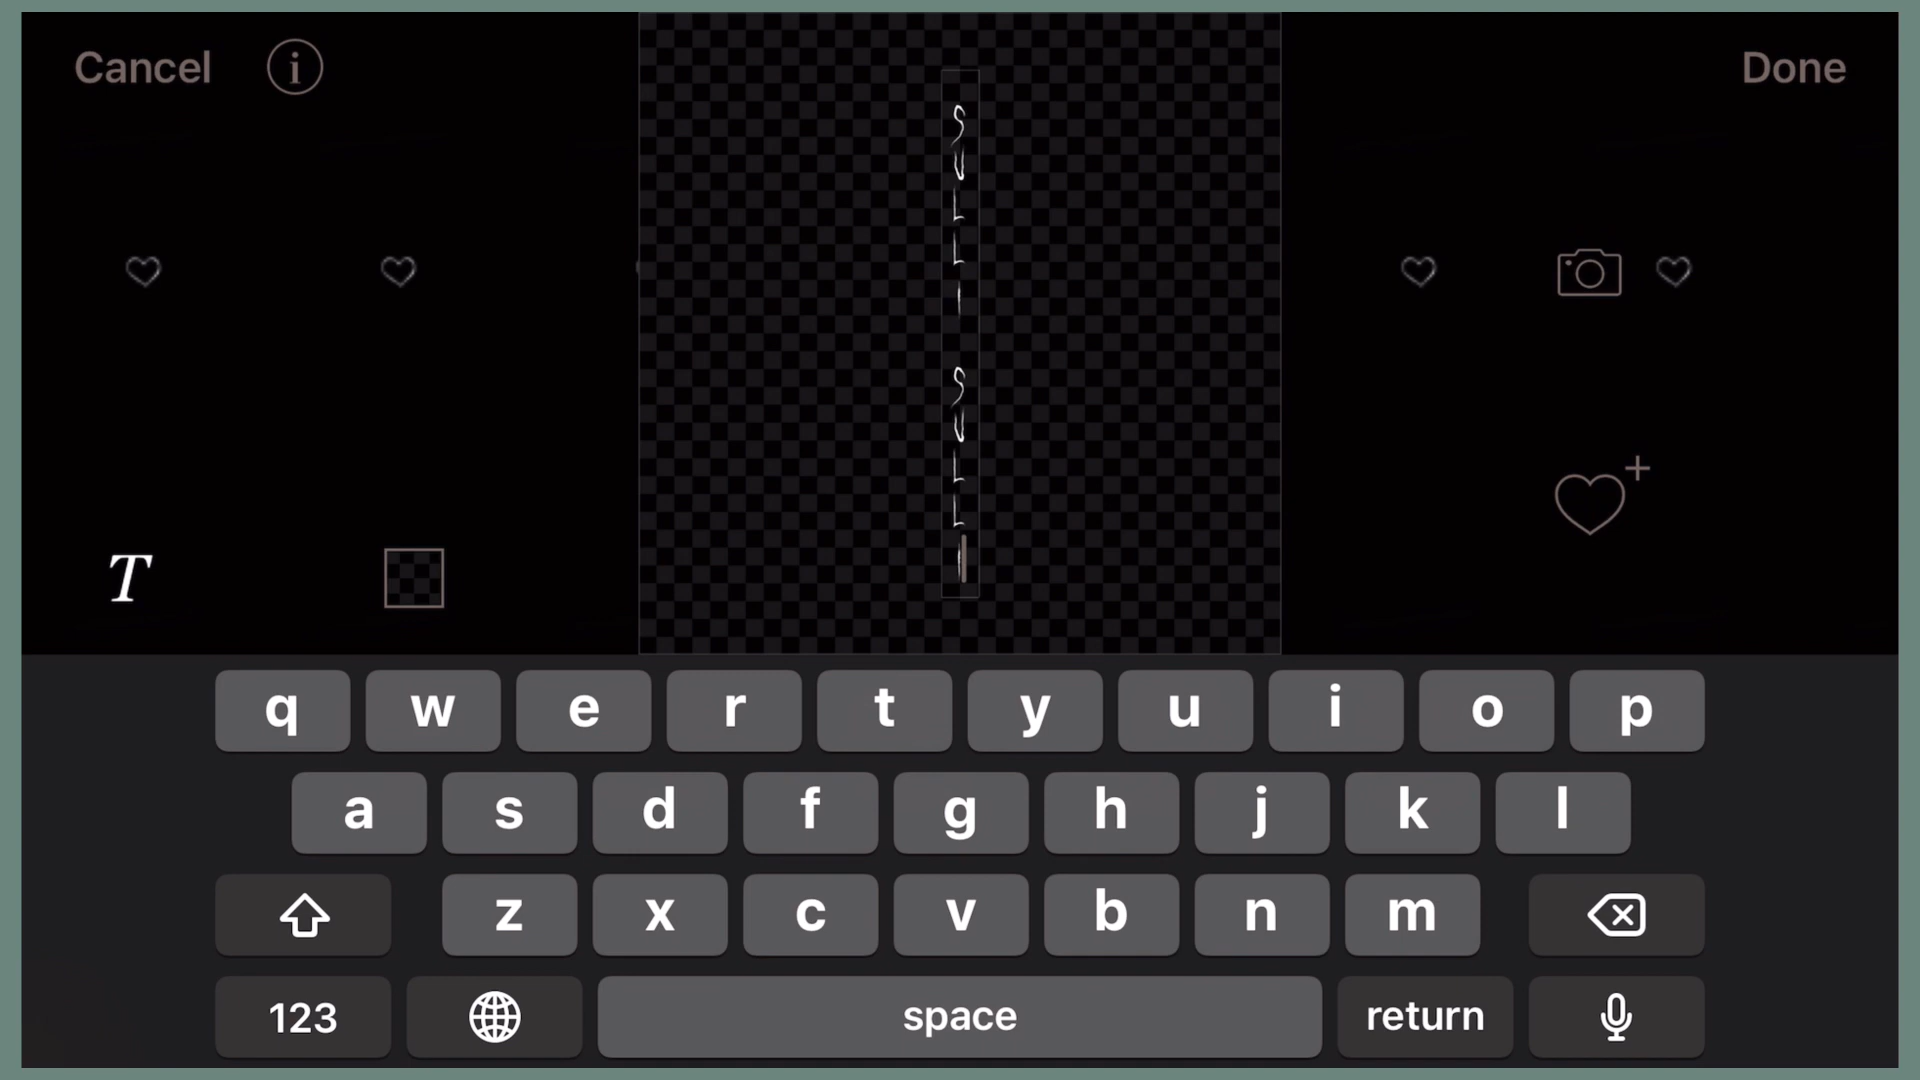 Cancel
i
Done
S
U
L
L
I
S
U
L
L
I
T
q w e r t y u i o p
a s d f g h j k l
z x c v b n m
123 space return